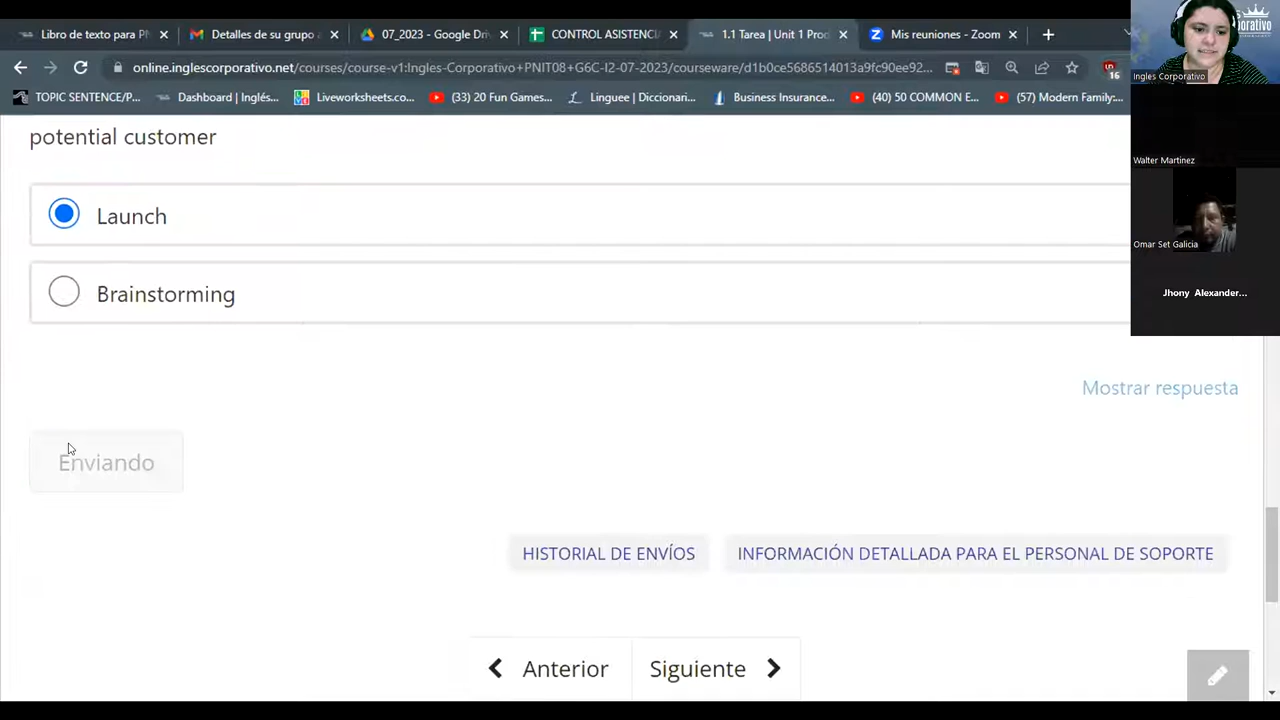 Libro de texto para PN
Detalles de su grupo a
07_2023 - Google Dri
CONTROL ASISTENCI
1.1 Tarea | Unit 1 Prod
Mis reuniones - Zoom
online.inglescorporativo.net/courses/course-v1:Ingles-Corporativo+PNIT08+G6C-I2-07-2023/courseware/d1b0ce5686514013a9fc90ee92...
16
TOPIC SENTENCE/P...
Dashboard | Inglés...
Liveworksheets.co...
(33) 20 Fun Games...
Linguee | Diccionari...
Business Insurance...
(40) 50 COMMON E...
(57) Modern Family:...
Ingles Corporativo
Walter Martinez
Omar Set Galicia
Jhony Alexander...
potential customer
Launch
Brainstorming
Mostrar respuesta
Enviando
HISTORIAL DE ENVÍOS
INFORMACIÓN DETALLADA PARA EL PERSONAL DE SOPORTE
Anterior
Siguiente